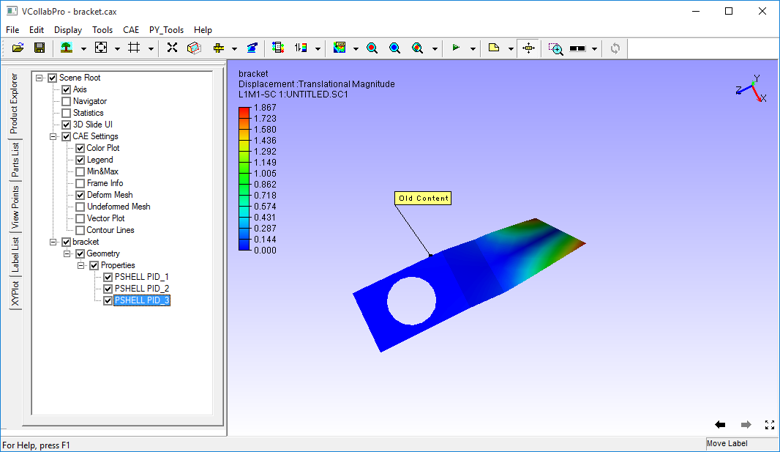 VCollabPro - bracket.cax
File Edit Display Tools CAE PY_Tools Help
Product Explorer
Parts List
View Points
Label List
XYPlot
Scene Root
Axis
Navigator
Statistics
3D Slide UI
CAE Settings
Color Plot
Legend
Min&Max
Frame Info
Deform Mesh
Undeformed Mesh
Vector Plot
Contour Lines
bracket
Geometry
Properties
PSHELL PID_1
PSHELL PID_2
PSHELL PID_3
bracket
Displacement :Translational Magnitude
L1M1-SC 1:UNTITLED.SC1
1.867
1.723
1.580
1.436
1.292
1.149
1.005
0.862
0.718
0.574
0.431
0.287
0.144
0.000
Old Content
Y
Z
X
For Help, press F1
Move Label